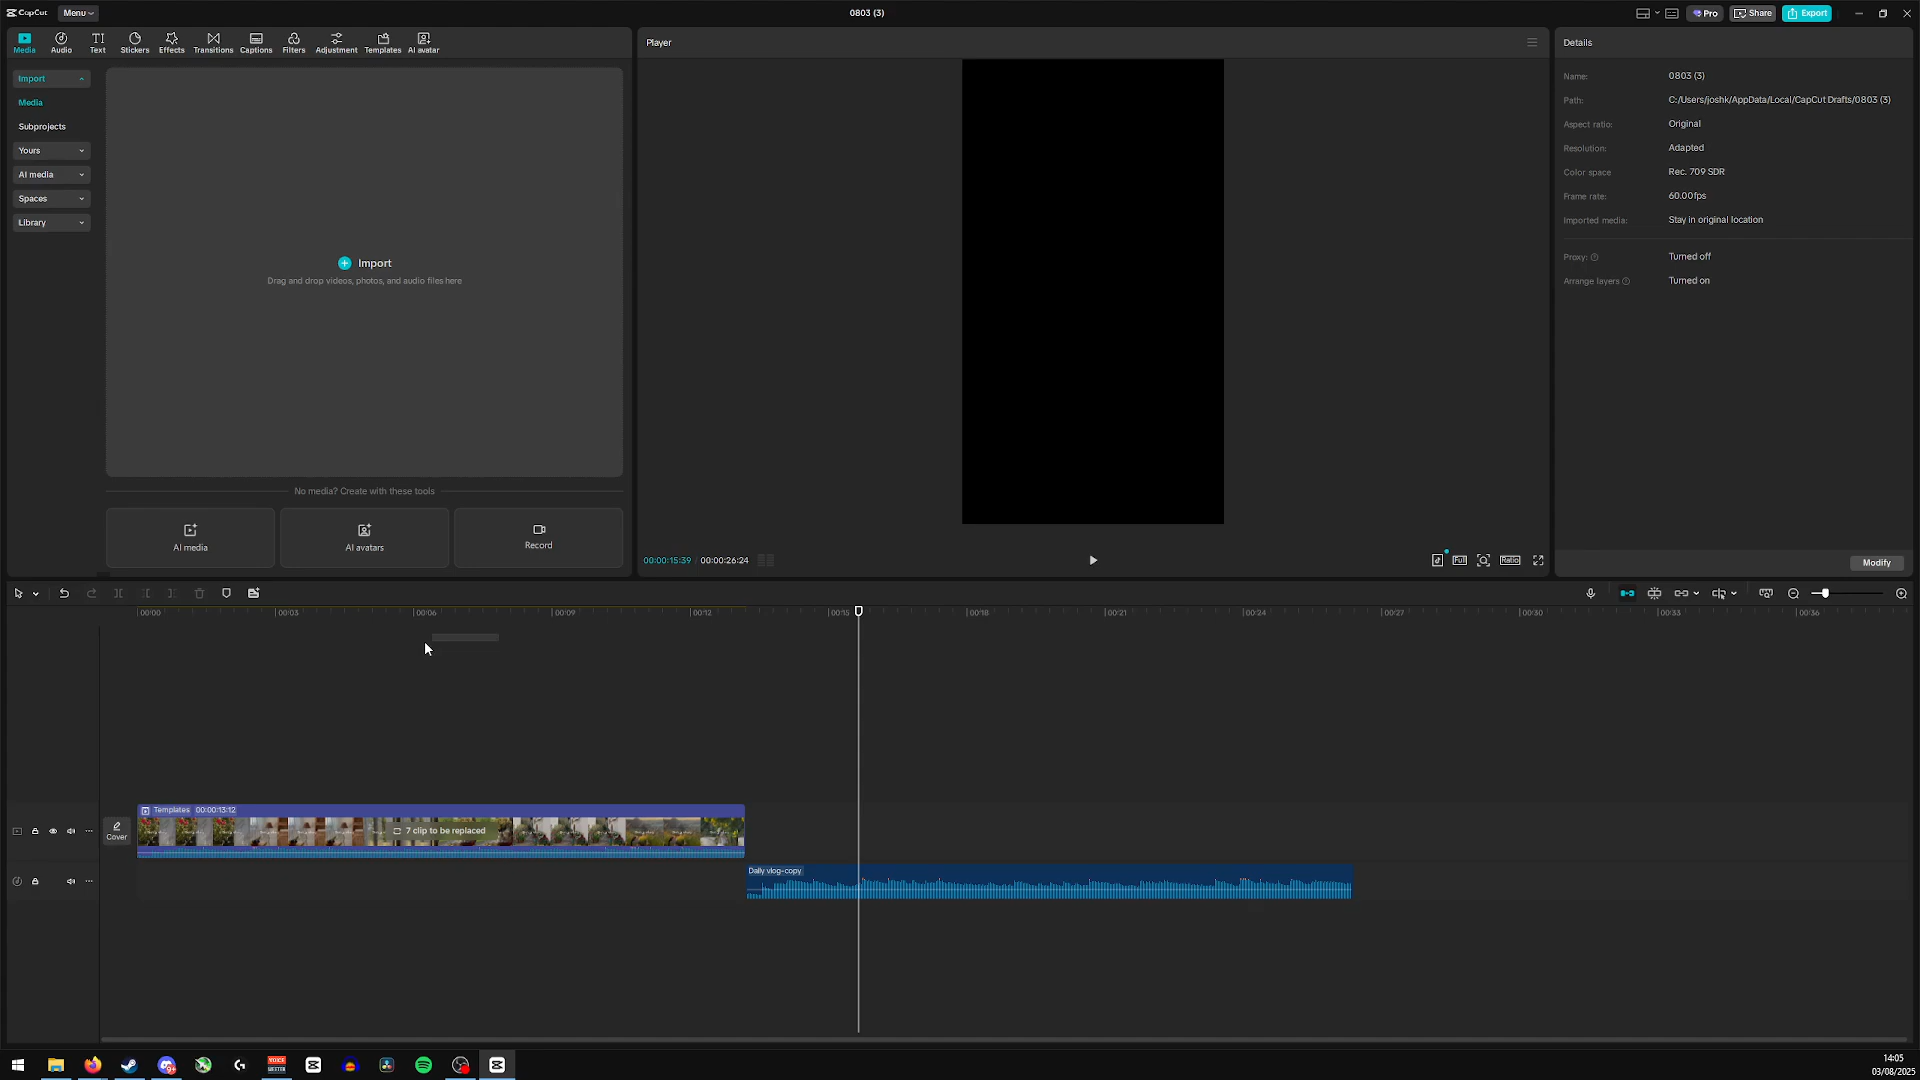 CapCut
Menu
0803 (3)
Pro
Share
Export
Media
Audio
Text
Stickers
Effects
Transitions
Captions
Filters
Adjustment
Templates
AI avatar
Import
Media
Subprojects
Yours
AI media
Spaces
Library
Import
Drag and drop videos, photos, and audio files here
No media? Create with these tools
AI media
AI avatars
Record
Player
00:00:15:39 / 00:00:26:24
Full
Ratio
Details
Name: 0803 (3)
Path: C:/Users/joshk/AppData/Local/CapCut Drafts/0803 (3)
Aspect ratio: Original
Resolution: Adapted
Color space Rec. 709 SDR
Frame rate: 60.00fps
Imported media: Stay in original location
Proxy: Turned off
Arrange layers Turned on
Modify
00:00 00:03 00:06 00:09 00:12 00:15 00:18 00:21 00:24 00:27 00:30 00:33 00:36
Cover
Templates 00:00:13:12
7 clip to be replaced
Daily vlog-copy
14:05
03/08/2025